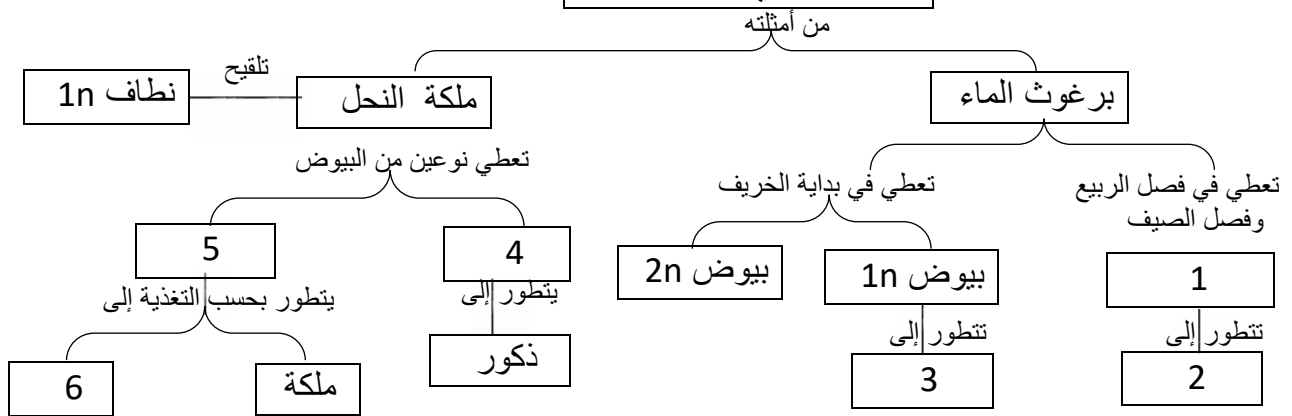 من أمثلته
برغوث الماء
ملكة النحل
تلقيح
نطاف 1n
تعطي في فصل الربيع
وفصل الصيف
تعطي في بداية الخريف
تعطي نوعين من البيوض
1
بيوض 1n
بيوض 2n
4
5
تتطور إلى
تتطور إلى
يتطور إلى
يتطور بحسب التغذية إلى
2
3
ذكور
ملكة
6